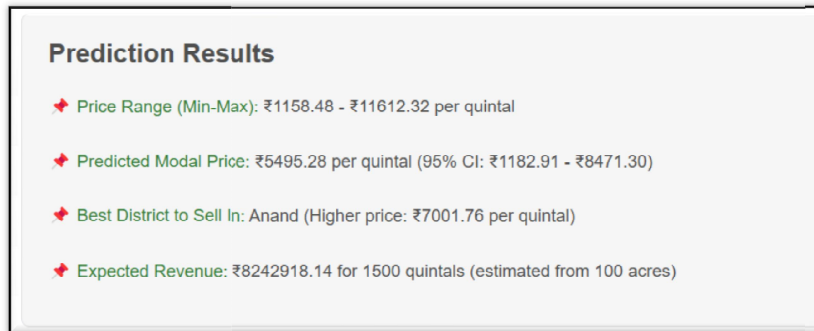 Prediction Results
📌 Price Range (Min-Max): ₹1158.48 - ₹11612.32 per quintal
📌 Predicted Modal Price: ₹5495.28 per quintal (95% CI: ₹1182.91 - ₹8471.30)
📌 Best District to Sell In: Anand (Higher price: ₹7001.76 per quintal)
📌 Expected Revenue: ₹8242918.14 for 1500 quintals (estimated from 100 acres)